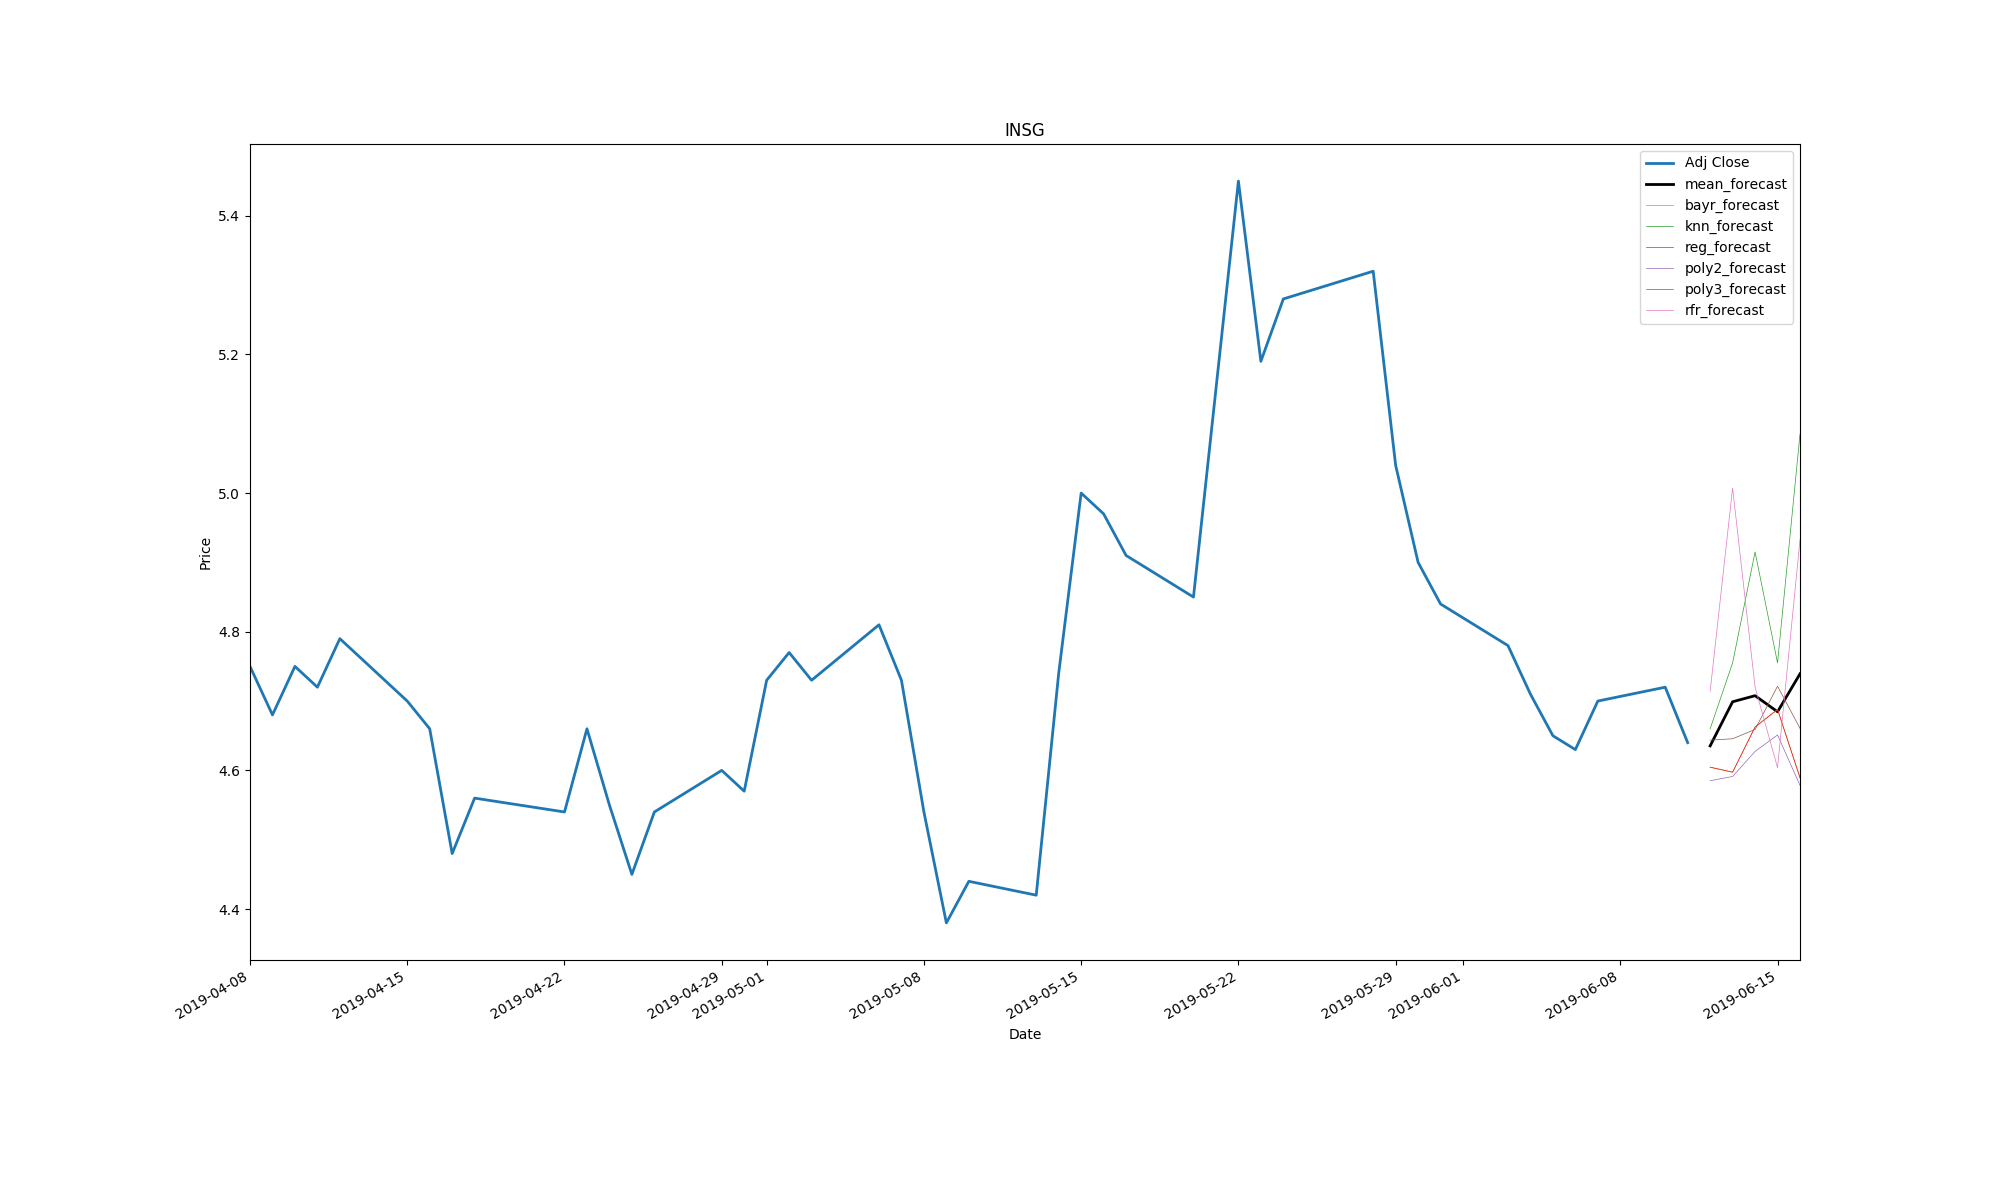 INSG
Adj Close
mean_forecast
bayr_forecast
knn_forecast
reg_forecast
poly2_forecast
poly3_forecast
rfr_forecast
5.4
5.2
5.0
4.8
4.6
4.4
Price
2019-04-08
2019-04-15
2019-04-22
2019-04-29
2019-05-01
2019-05-08
2019-05-15
2019-05-22
2019-05-29
2019-06-01
2019-06-08
2019-06-15
Date